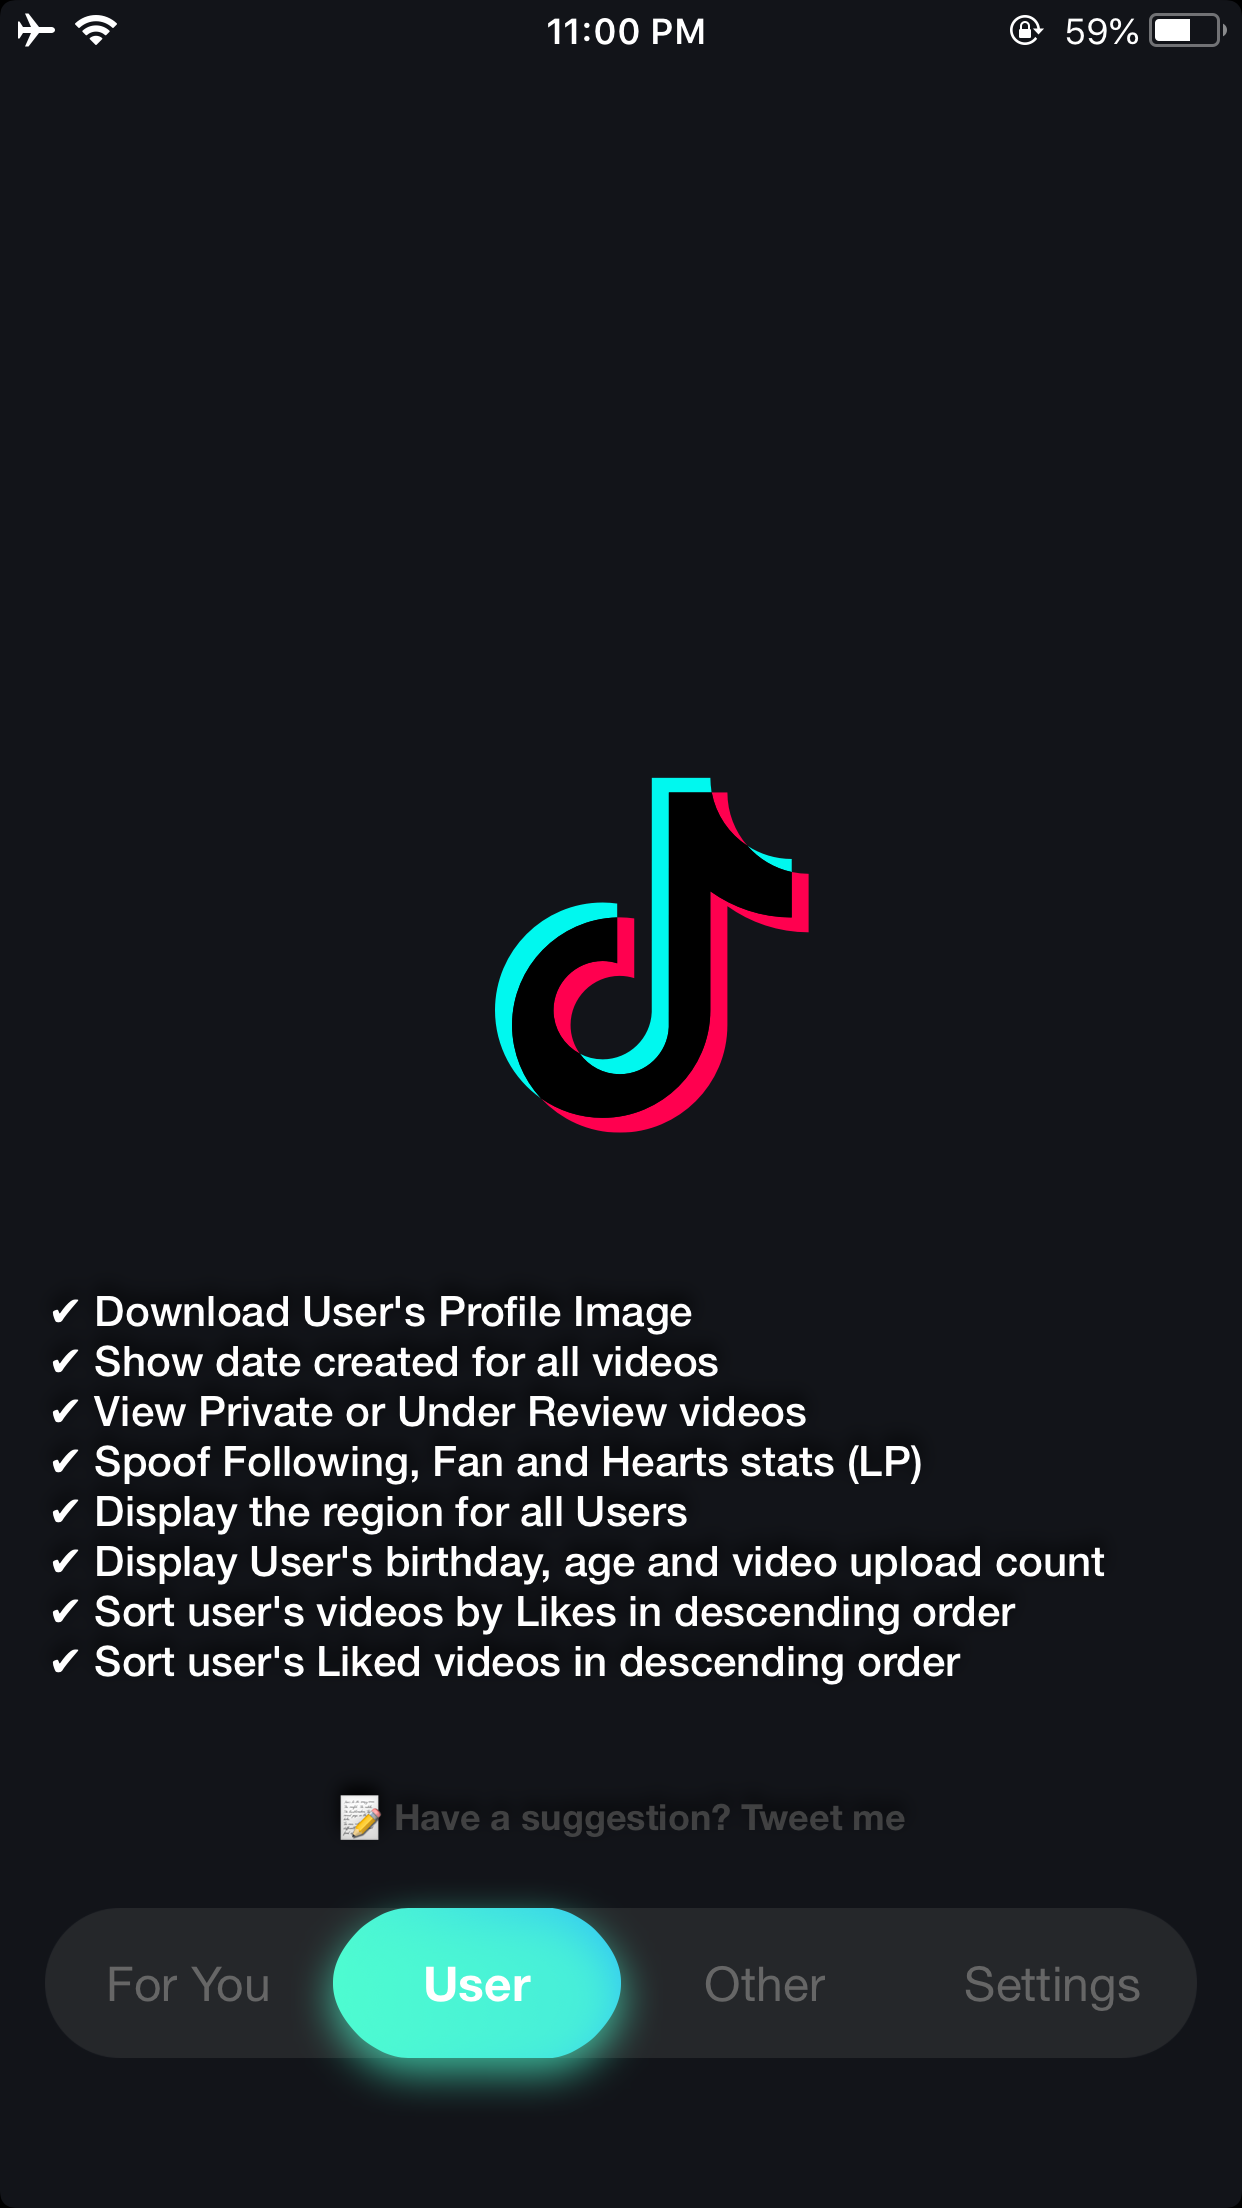 11:00 PM
59%
✔ Download User's Profile Image
✔ Show date created for all videos
✔ View Private or Under Review videos
✔ Spoof Following, Fan and Hearts stats (LP)
✔ Display the region for all Users
✔ Display User's birthday, age and video upload count
✔ Sort user's videos by Likes in descending order
✔ Sort user's Liked videos in descending order
📝 Have a suggestion? Tweet me
For You
User
Other
Settings